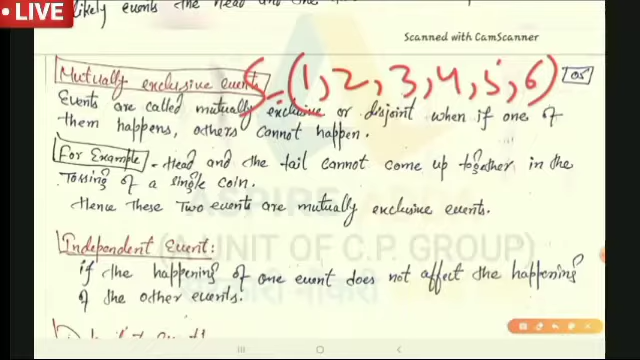 LIVE
likely events the Head and the
Scanned with CamScanner
Mutually exclusive events
S = (1, 2, 3, 4, 5, 6)
05
Events are called mutually exclusive or disjoint when if one of
them happens, others cannot happen.
For Example - Head and the tail cannot come up together in the
Tossing of a single coin.
Hence These Two events are mutually exclusive events.
Independent Event:
if the happening of one event does not affect the happening
of the other events.
(A UNIT OF C.P. GROUP)